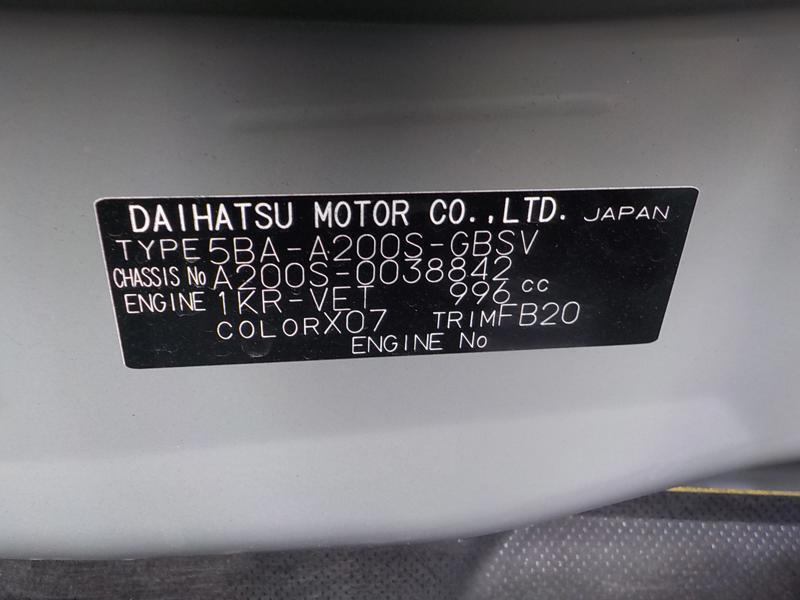 DAIHATSU MOTOR CO.,LTD. JAPAN
TYPE 5BA-A200S-GBSV
CHASSIS No A200S-0038842
ENGINE 1KR-VET 996 cc
COLOR X07 TRIM FB20
ENGINE No